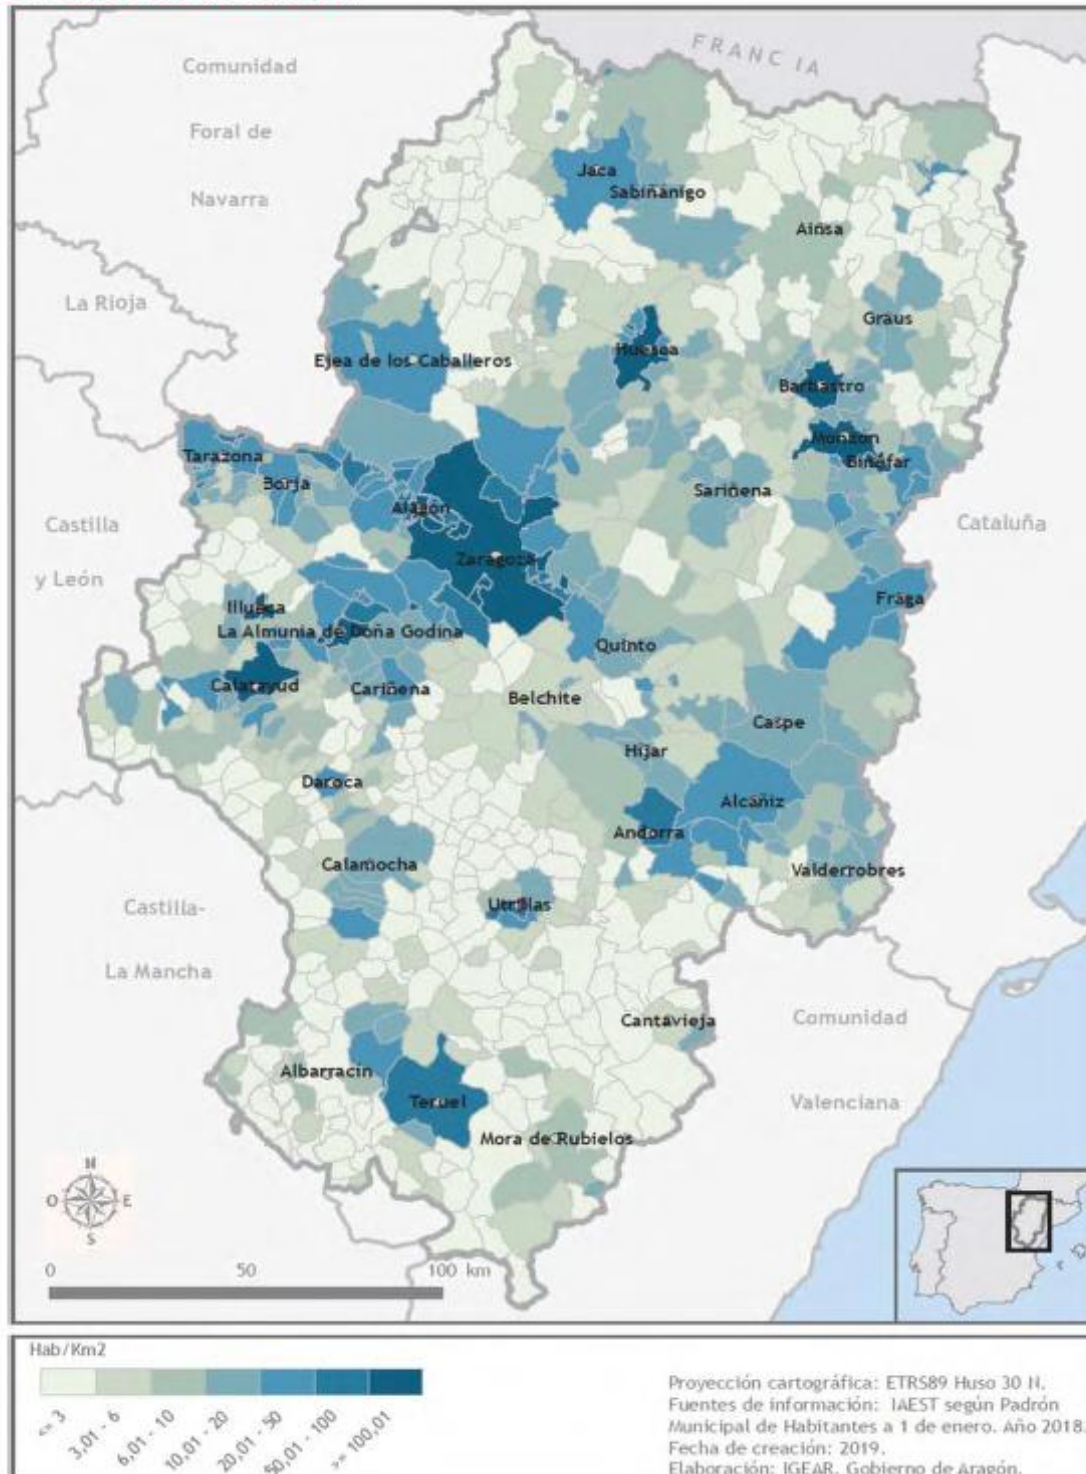 FRANCIA
Comunidad
Foral de
Navarra
Jaca
Sabiñánigo
Ainsa
La Rioja
Graus
Huesca
Ejea de los Caballeros
Barbastro
Monzón
Binéfar
Tarazona
Borja
Sariñena
Alagón
Castilla
y León
Cataluña
Zaragoza
Fraga
Illueca
La Almunia de Doña Godina
Quinto
Calatayud
Cariñena
Belchite
Caspe
Híjar
Daroca
Alcañiz
Andorra
Calamocha
Valderrobres
Utrillas
Castilla-
La Mancha
Cantavieja
Comunidad
Valenciana
Albarracín
Teruel
Mora de Rubielos
N
O E
S
0 50 100 km
Hab/Km2
<= 3 3,01 - 6 6,01 - 10 10,01 - 20 20,01 - 50 50,01 - 100 >= 100,01
Proyección cartográfica: ETRS89 Huso 30 N.
Fuentes de información: IAEST según Padrón
Municipal de Habitantes a 1 de enero. Año 2018.
Fecha de creación: 2019.
Elaboración: IGEAR. Gobierno de Aragón.